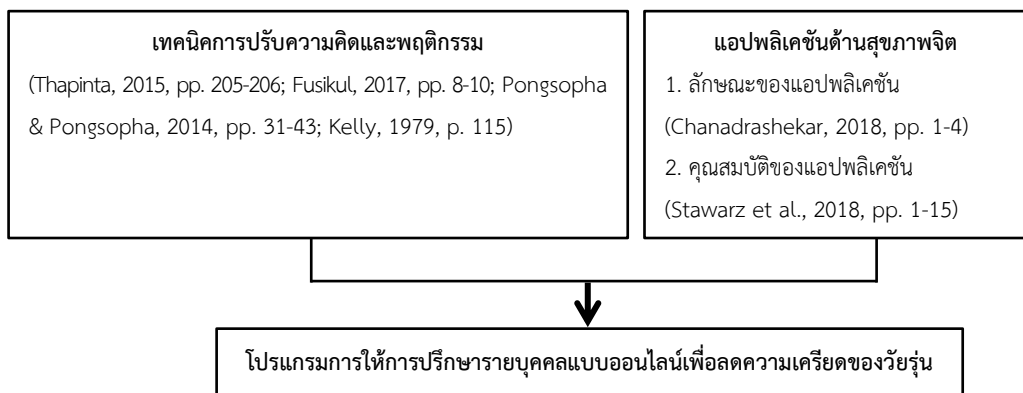 เทคนิคการปรับความคิดและพฤติกรรม
(Thapinta, 2015, pp. 205-206; Fusikul, 2017, pp. 8-10; Pongsopha
& Pongsopha, 2014, pp. 31-43; Kelly, 1979, p. 115)
แอปพลิเคชันด้านสุขภาพจิต
1. ลักษณะของแอปพลิเคชัน
(Chanadrashekar, 2018, pp. 1-4)
2. คุณสมบัติของแอปพลิเคชัน
(Stawarz et al., 2018, pp. 1-15)
โปรแกรมการให้การปรึกษารายบุคคลแบบออนไลน์เพื่อลดความเครียดของวัยรุ่น